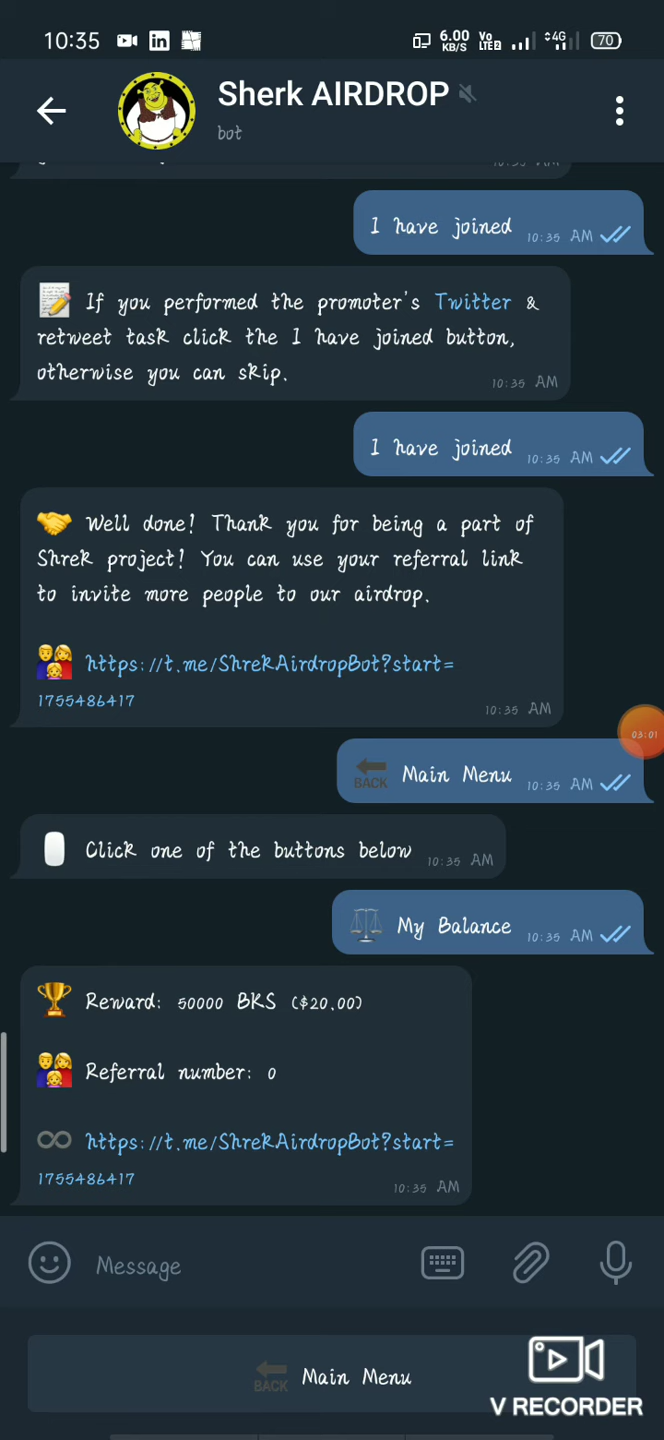 10:35
6.00
KB/S
Vo
LTE2
4G
70
Sherk AIRDROP
bot
I have joined 10:35 AM
If you performed the promoter's Twitter &
retweet task click the I have joined button,
otherwise you can skip.
10:35 AM
I have joined 10:35 AM
Well done! Thank you for being a part of
Shrek project! You can use your referral link
to invite more people to our airdrop.
https://t.me/ShrekAirdropBot?start=
1755486417
10:35 AM
03:01
BACK Main Menu 10:35 AM
Click one of the buttons below 10:35 AM
My Balance 10:35 AM
Reward: 50000 BKS ($20.00)
Referral number: 0
https://t.me/ShrekAirdropBot?start=
1755486417
10:35 AM
Message
BACK Main Menu
V RECORDER